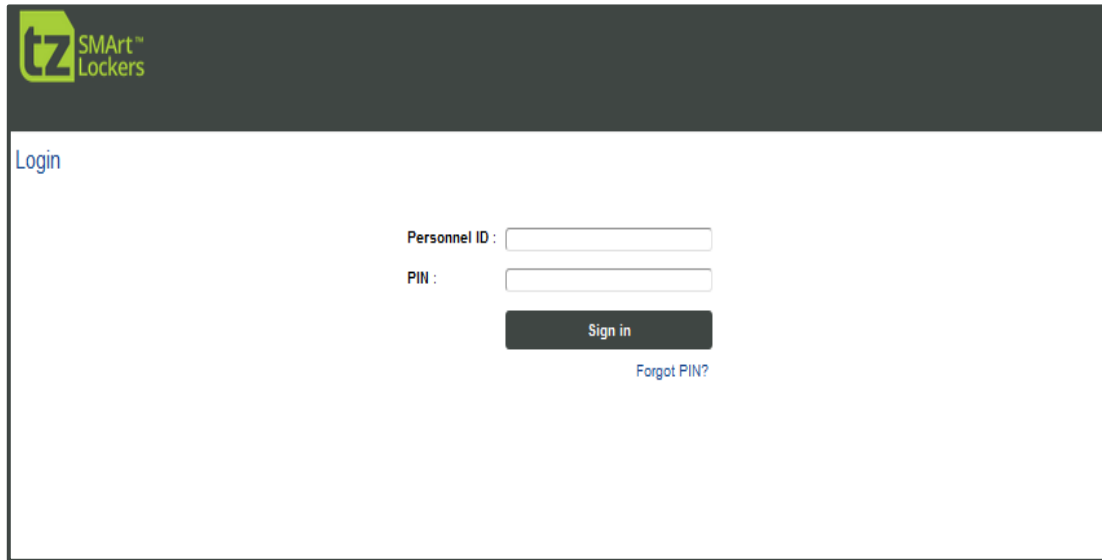 tz SMArt™
Lockers
Login
Personnel ID :
PIN :
Sign in
Forgot PIN?